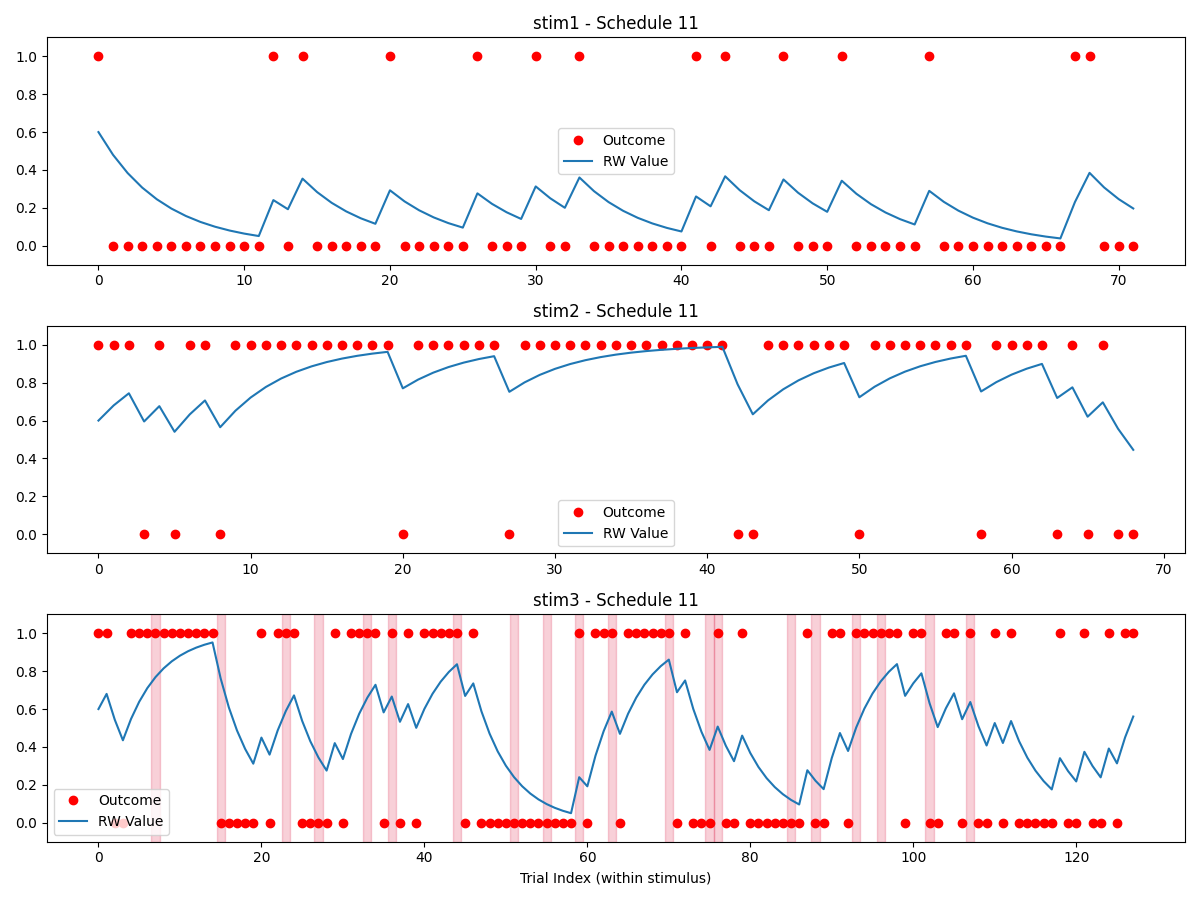 stim1 - Schedule 11
1.0
0.8
0.6
0.4
0.2
0.0
Outcome
RW Value
0 10 20 30 40 50 60 70
stim2 - Schedule 11
1.0
0.8
0.6
0.4
0.2
0.0
Outcome
RW Value
0 10 20 30 40 50 60 70
stim3 - Schedule 11
1.0
0.8
0.6
0.4
0.2
0.0
Outcome
RW Value
0 20 40 60 80 100 120
Trial Index (within stimulus)